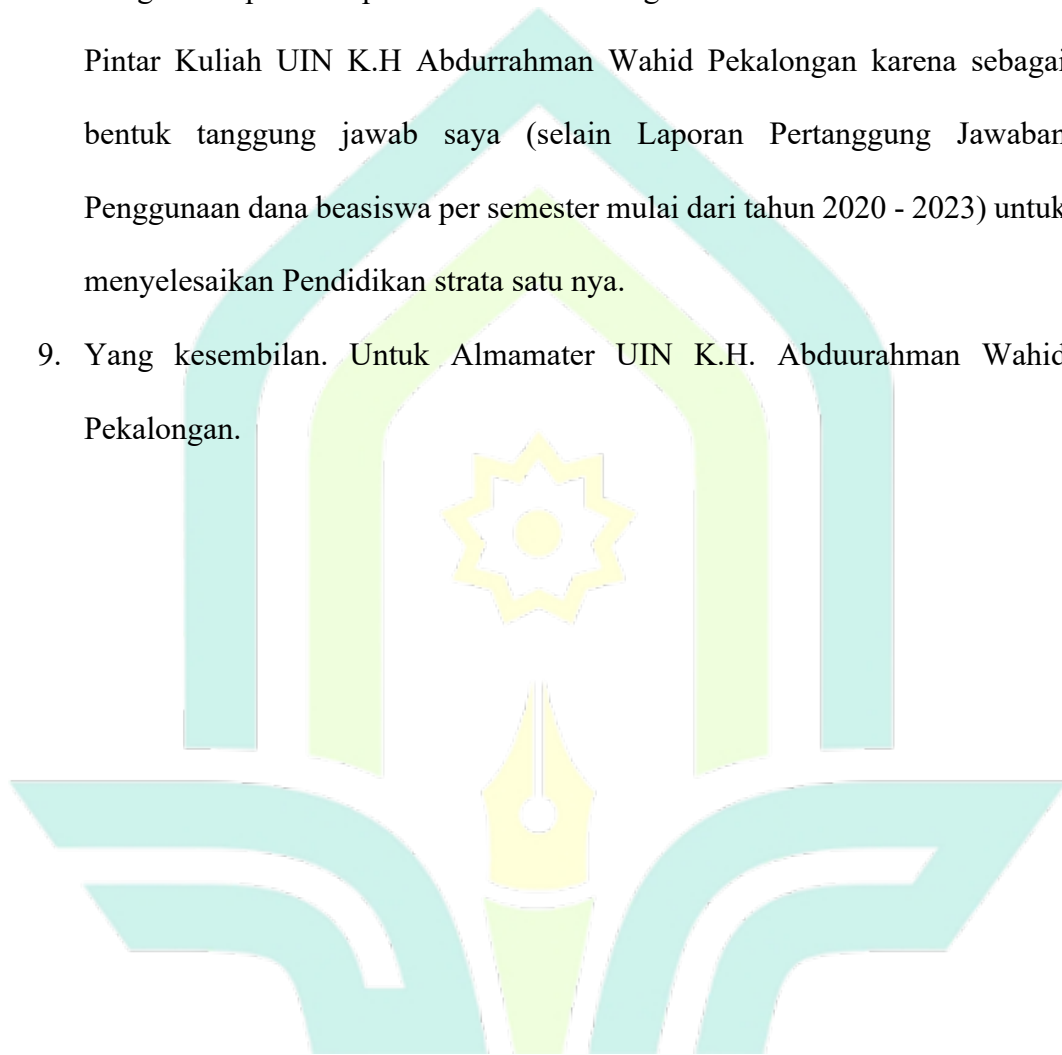 Pintar Kuliah UIN K.H Abdurrahman Wahid Pekalongan karena sebagai
bentuk tanggung jawab saya (selain Laporan Pertanggung Jawaban
Penggunaan dana beasiswa per semester mulai dari tahun 2020 - 2023) untuk
menyelesaikan Pendidikan strata satu nya.
9. Yang kesembilan. Untuk Almamater UIN K.H. Abduurahman Wahid
Pekalongan.